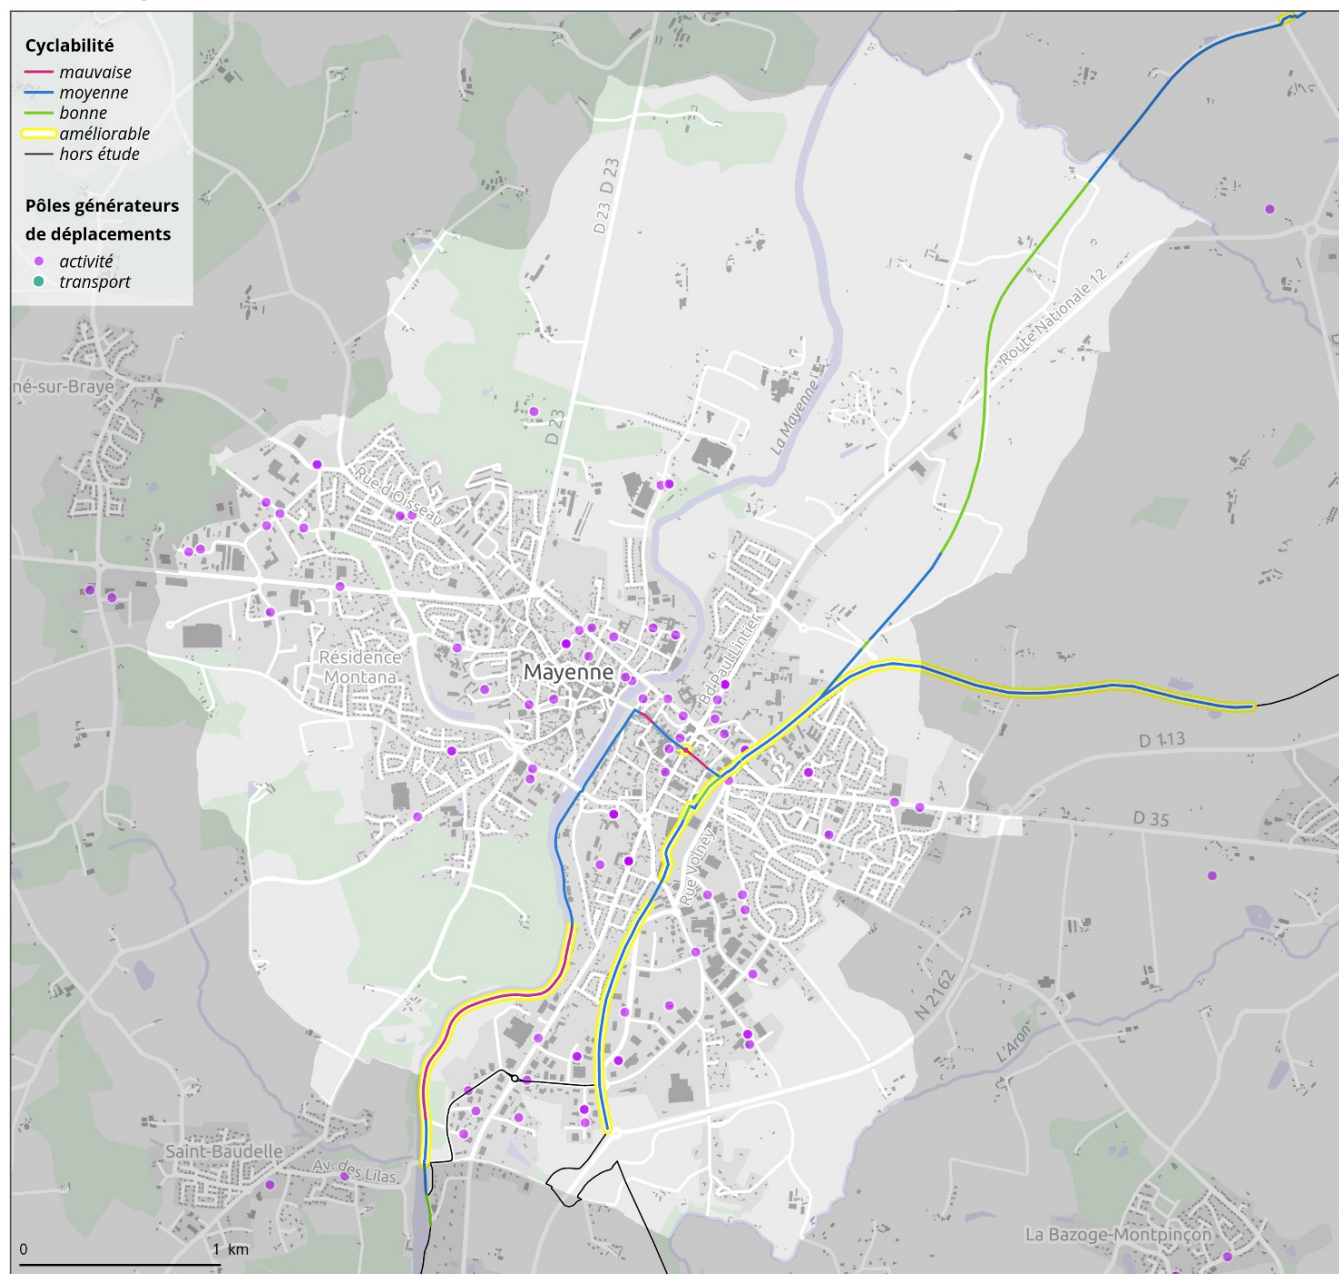 Cyclabilité
mauvaise
moyenne
bonne
améliorable
hors étude
Pôles générateurs
de déplacements
activité
transport
D 23
D 23
Route Nationale 12
né-sur-Braye
La Mayenne
D 23
Rue d'Oisseau
Résidence
Montana
Mayenne
Bd Paul Lintier
D 113
D 35
Rue Volney
N 2162
L'Aron
Saint-Baudelle
Av. des Lilas
La Bazoge-Montpinçon
0
1 km